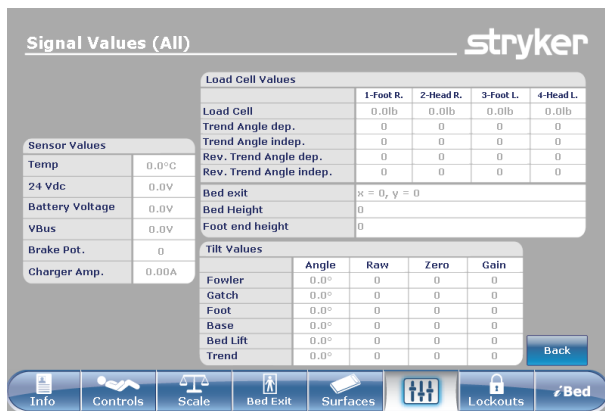 Signal Values (All)
stryker
Load Cell Values
1-Foot R. 2-Head R. 3-Foot L. 4-Head L.
Load Cell 0.0lb 0.0lb 0.0lb 0.0lb
Trend Angle dep. 0 0 0 0
Trend Angle indep. 0 0 0 0
Rev. Trend Angle dep. 0 0 0 0
Rev. Trend Angle indep. 0 0 0 0
Bed exit x = 0, y = 0
Bed Height 0
Foot end height 0
Sensor Values
Temp 0.0°C
24 Vdc 0.0V
Battery Voltage 0.0V
VBus 0.0V
Brake Pot. 0
Charger Amp. 0.00A
Tilt Values
Angle Raw Zero Gain
Fowler 0.0° 0 0 0
Gatch 0.0° 0 0 0
Foot 0.0° 0 0 0
Base 0.0° 0 0 0
Bed Lift 0.0° 0 0 0
Trend 0.0° 0 0 0
Back
Info Controls Scale Bed Exit Surfaces Lockouts iBed